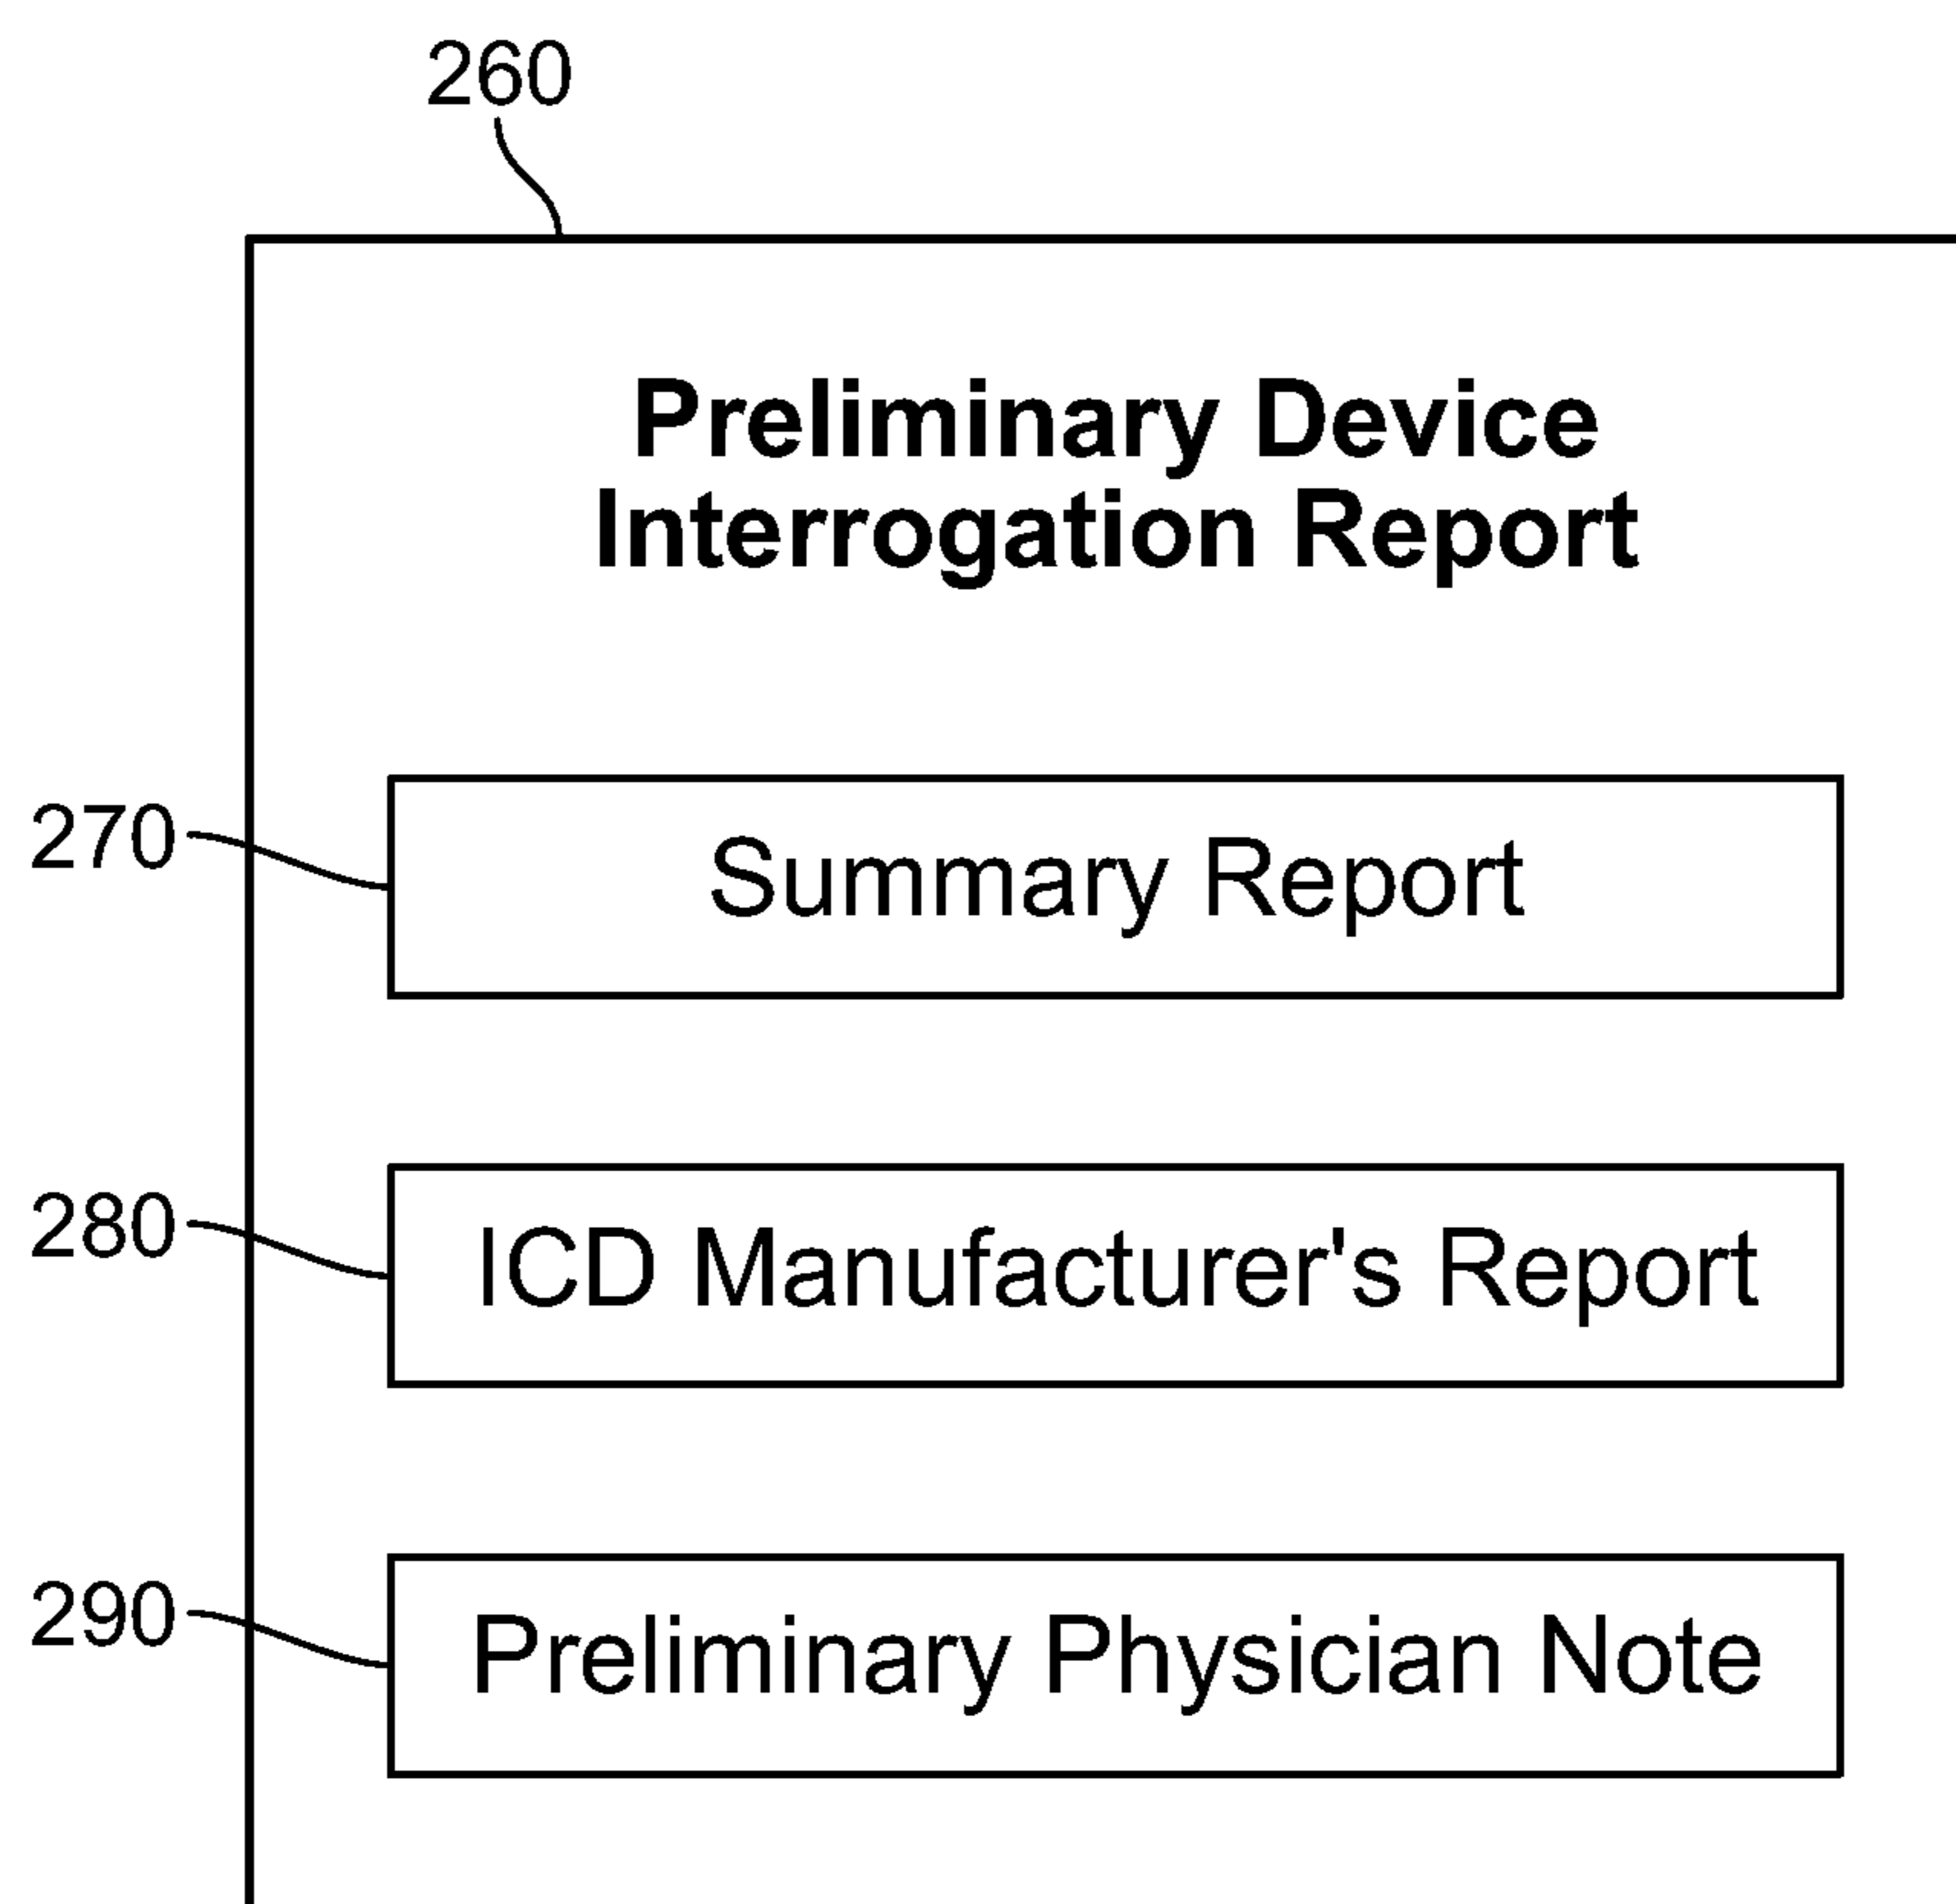 260
Preliminary Device
Interrogation Report
270
Summary Report
280
ICD Manufacturer's Report
290
Preliminary Physician Note